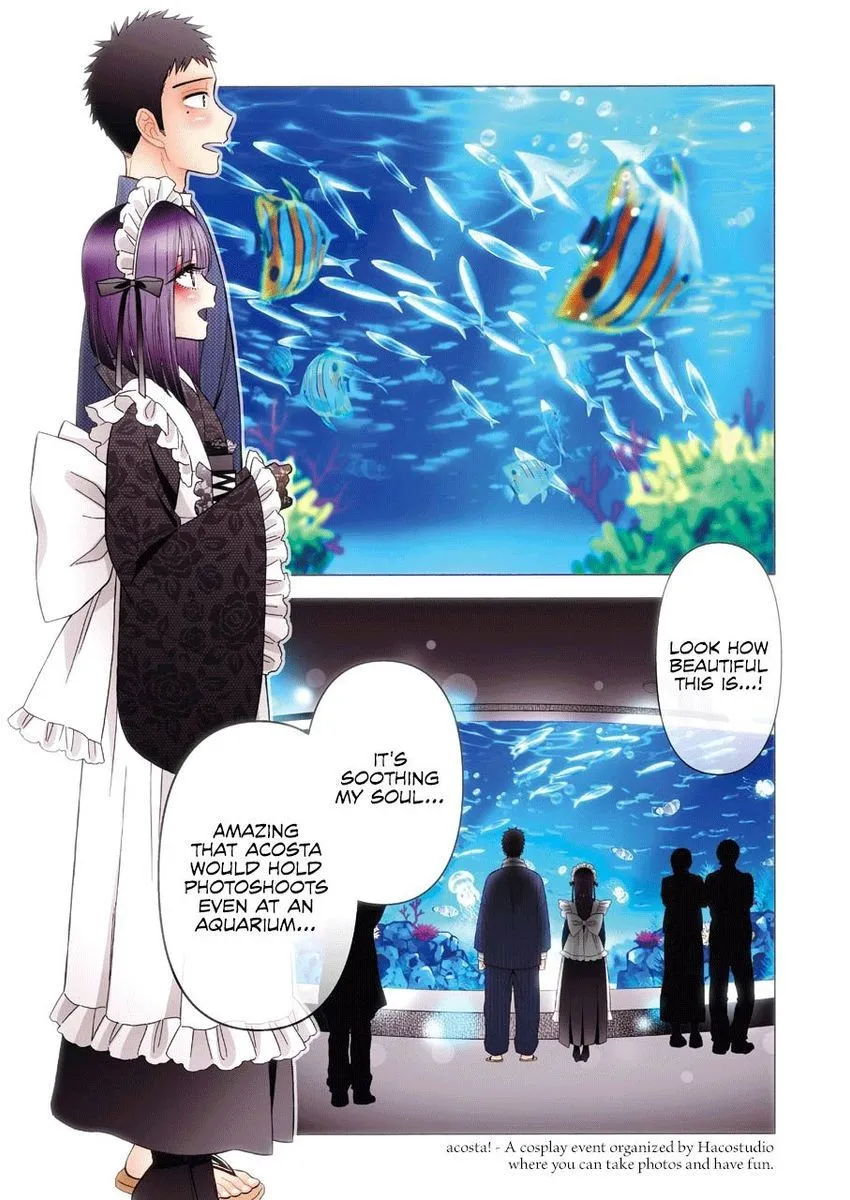 LOOK HOW
BEAUTIFUL
THIS IS...!
IT'S
SOOTHING
MY SOUL...
AMAZING
THAT ACOSTA
WOULD HOLD
PHOTOSHOOTS
EVEN AT AN
AQUARIUM...
acosta! - A cosplay event organized by Hacostudio
where you can take photos and have fun.